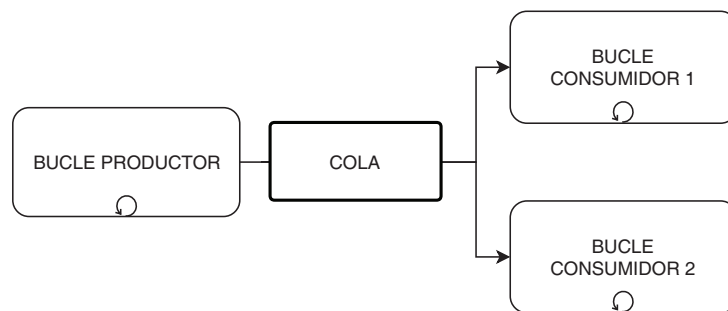 BUCLE
CONSUMIDOR 1
BUCLE PRODUCTOR
COLA
BUCLE
CONSUMIDOR 2